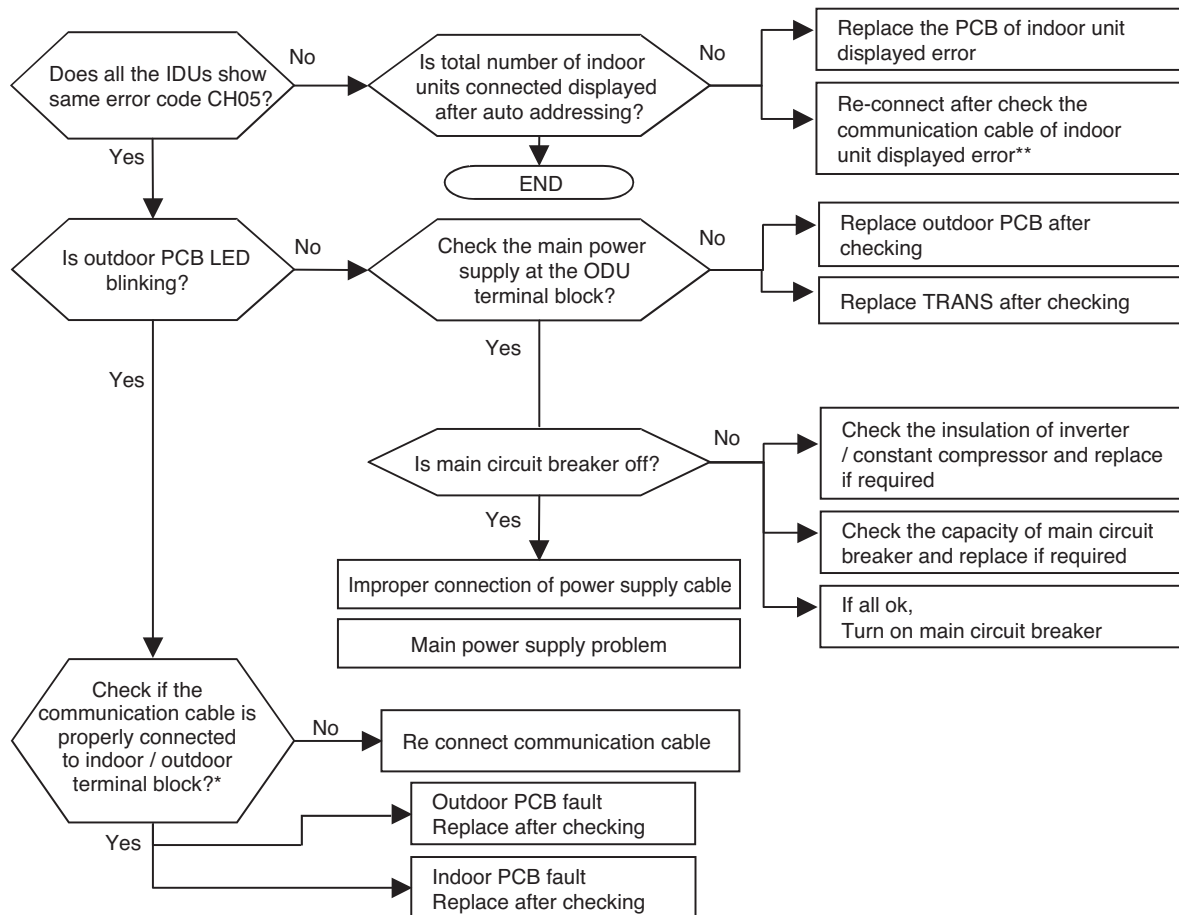 Does all the IDUs show
same error code CH05?
No
Is total number of indoor
units connected displayed
after auto addressing?
No
Replace the PCB of indoor unit
displayed error
Re-connect after check the
communication cable of indoor
unit displayed error**
END
Yes
Is outdoor PCB LED
blinking?
No
Check the main power
supply at the ODU
terminal block?
No
Replace outdoor PCB after
checking
Replace TRANS after checking
Yes
Yes
Is main circuit breaker off?
No
Check the insulation of inverter
/ constant compressor and replace
if required
Check the capacity of main circuit
breaker and replace if required
If all ok,
Turn on main circuit breaker
Yes
Improper connection of power supply cable
Main power supply problem
Check if the
communication cable is
properly connected
to indoor / outdoor
terminal block?*
No
Re connect communication cable
Yes
Outdoor PCB fault
Replace after checking
Indoor PCB fault
Replace after checking